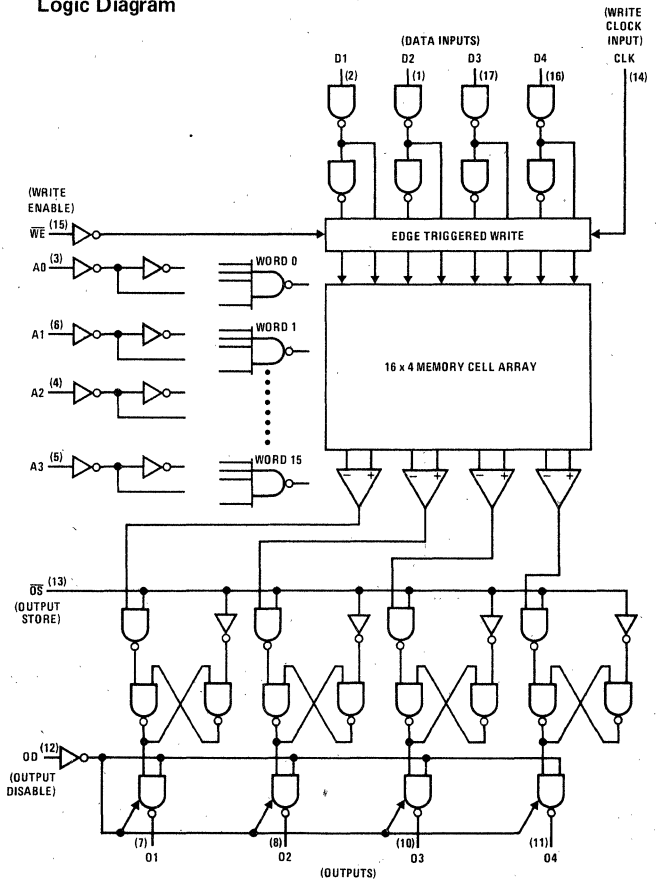 Logic Diagram
(WRITE
CLOCK
INPUT)
CLK
(14)
(DATA INPUTS)
D1 D2 D3 D4
(2) (1) (17) (16)
(WRITE
ENABLE)
WE (15)
EDGE TRIGGERED WRITE
A0 (3)
WORD 0
A1 (6)
WORD 1
16 x 4 MEMORY CELL ARRAY
A2 (4)
A3 (5)
WORD 15
− + − + − + − +
OS (13)
(OUTPUT
STORE)
OD (12)
(OUTPUT
DISABLE)
(7) (8) (10) (11)
O1 O2 O3 O4
(OUTPUTS)